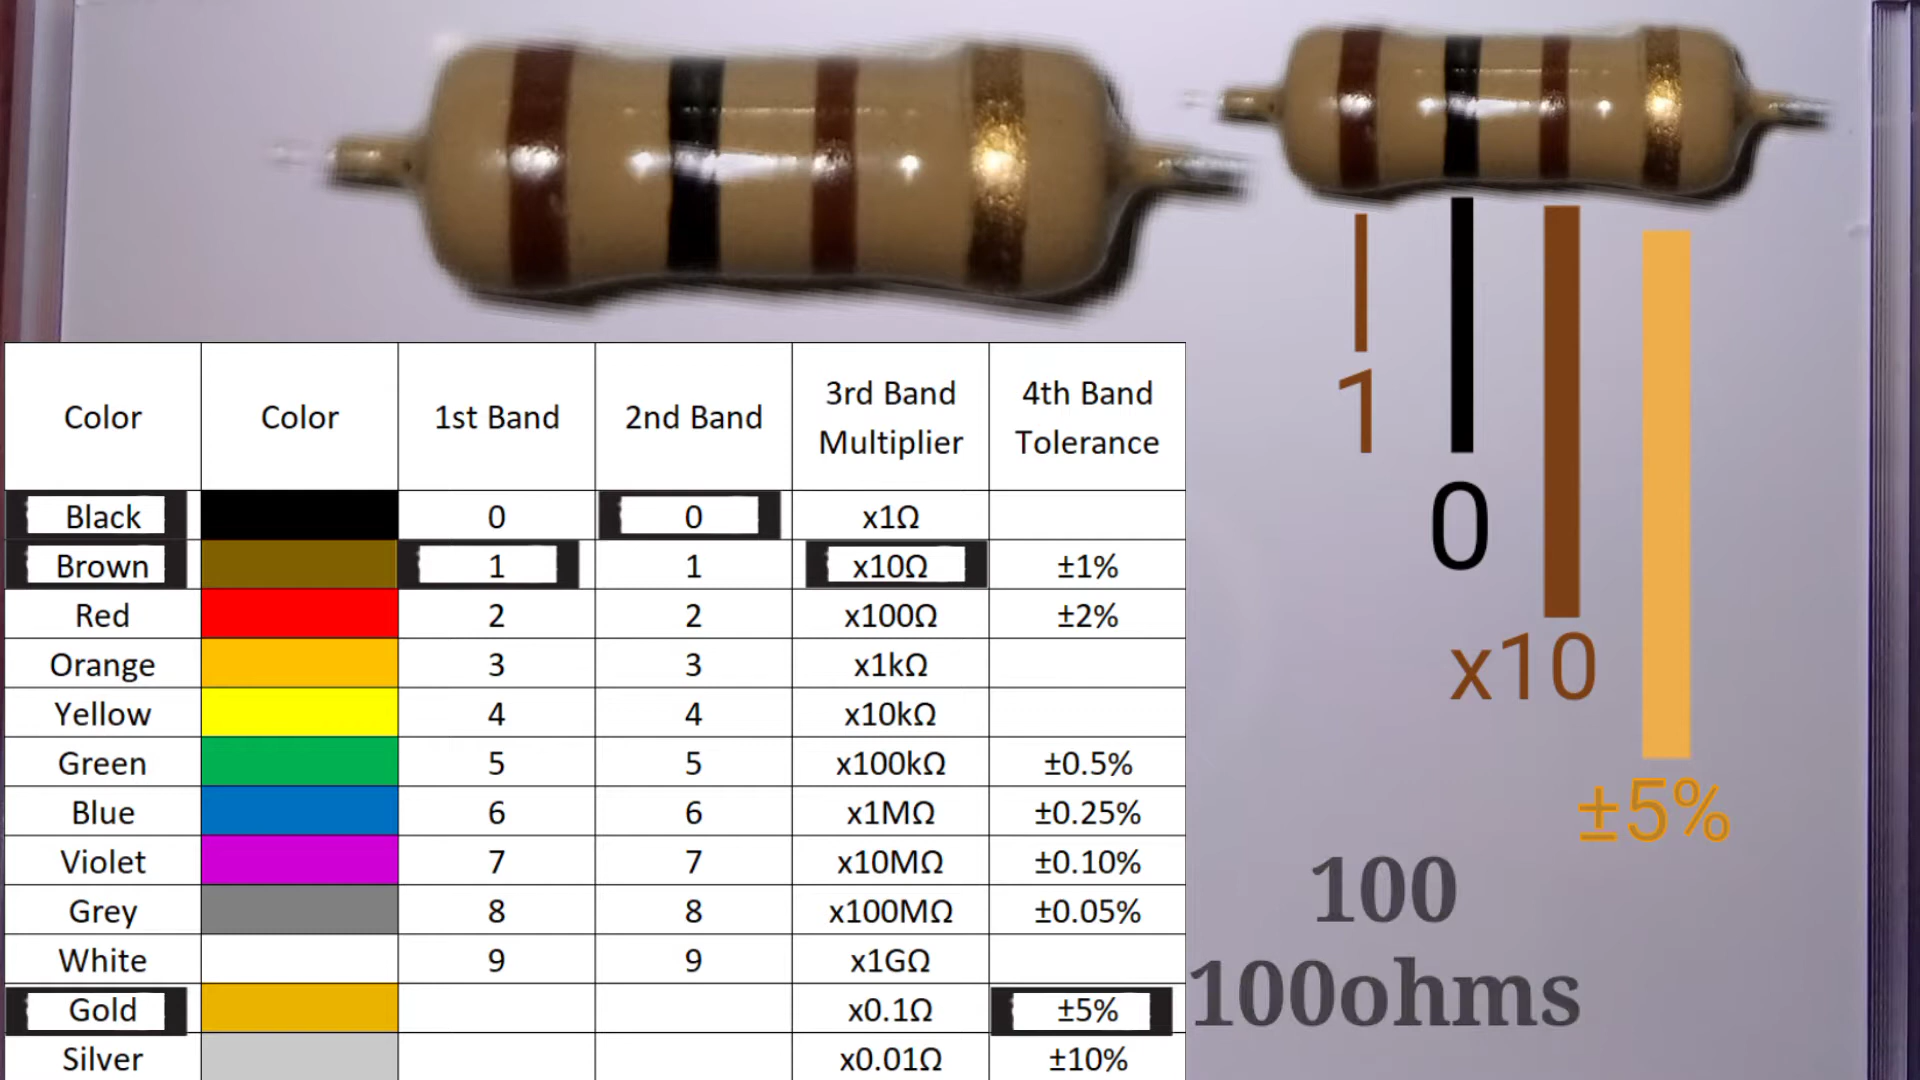 Color Color 1st Band 2nd Band 3rd Band Multiplier 4th Band Tolerance
Black 0 0 x1Ω
Brown 1 1 x10Ω ±1%
Red 2 2 x100Ω ±2%
Orange 3 3 x1kΩ
Yellow 4 4 x10kΩ
Green 5 5 x100kΩ ±0.5%
Blue 6 6 x1MΩ ±0.25%
Violet 7 7 x10MΩ ±0.10%
Grey 8 8 x100MΩ ±0.05%
White 9 9 x1GΩ
Gold x0.1Ω ±5%
Silver x0.01Ω ±10%
1
0
x10
±5%
100
100ohms